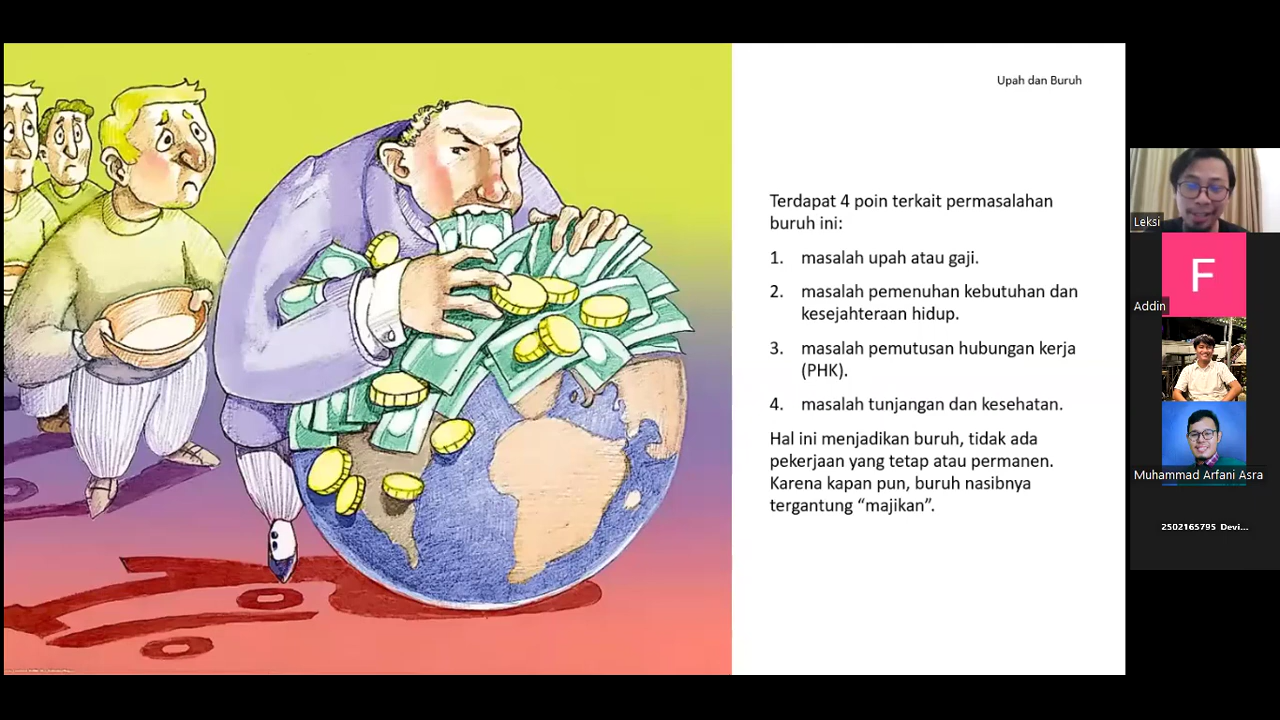 Upah dan Buruh
Terdapat 4 poin terkait permasalahan
buruh ini:
1. masalah upah atau gaji.
2. masalah pemenuhan kebutuhan dan
kesejahteraan hidup.
3. masalah pemutusan hubungan kerja
(PHK).
4. masalah tunjangan dan kesehatan.
Hal ini menjadikan buruh, tidak ada
pekerjaan yang tetap atau permanen.
Karena kapan pun, buruh nasibnya
tergantung “majikan”.
Leksi
F
Addin
Muhammad Arfani Asra
2502165795 Devi...